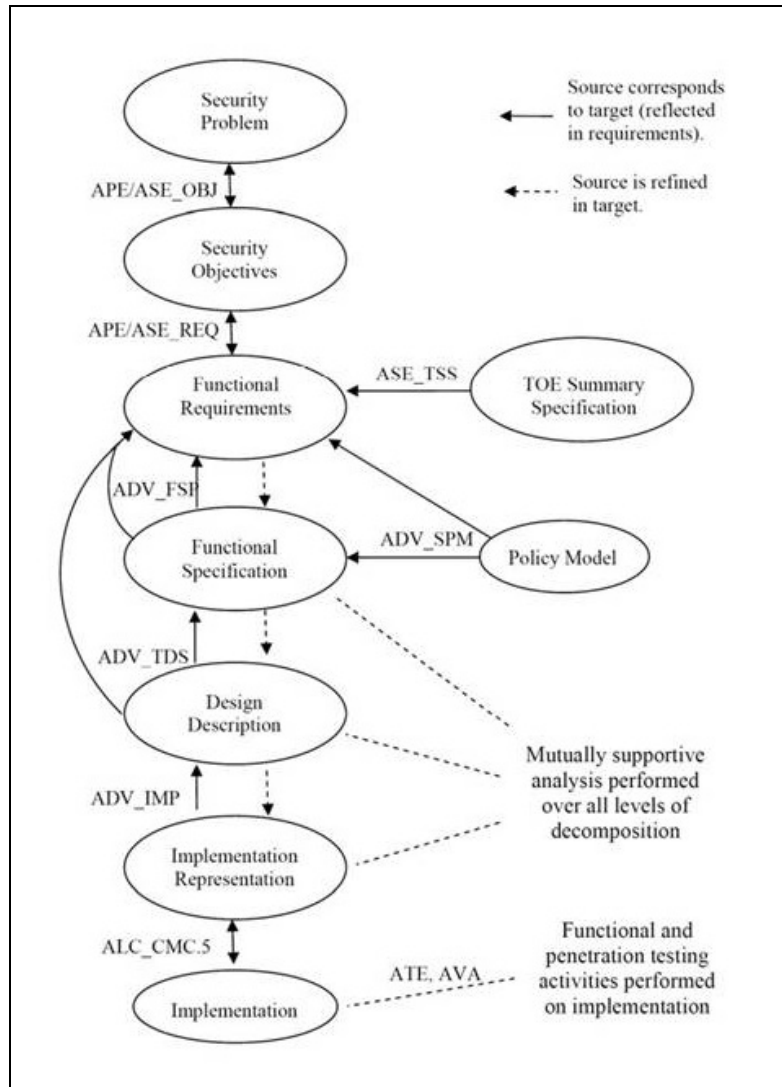 Security
Problem
Source corresponds
to target (reflected
in requirements).
Source is refined
in target.
APE/ASE_OBJ
Security
Objectives
APE/ASE_REQ
Functional
Requirements
ASE_TSS
TOE Summary
Specification
ADV_FSP
Functional
Specification
ADV_SPM
Policy Model
ADV_TDS
Design
Description
ADV_IMP
Mutually supportive
analysis performed
over all levels of
decomposition
Implementation
Representation
ALC_CMC.5
Implementation
ATE, AVA
Functional and
penetration testing
activities performed
on implementation